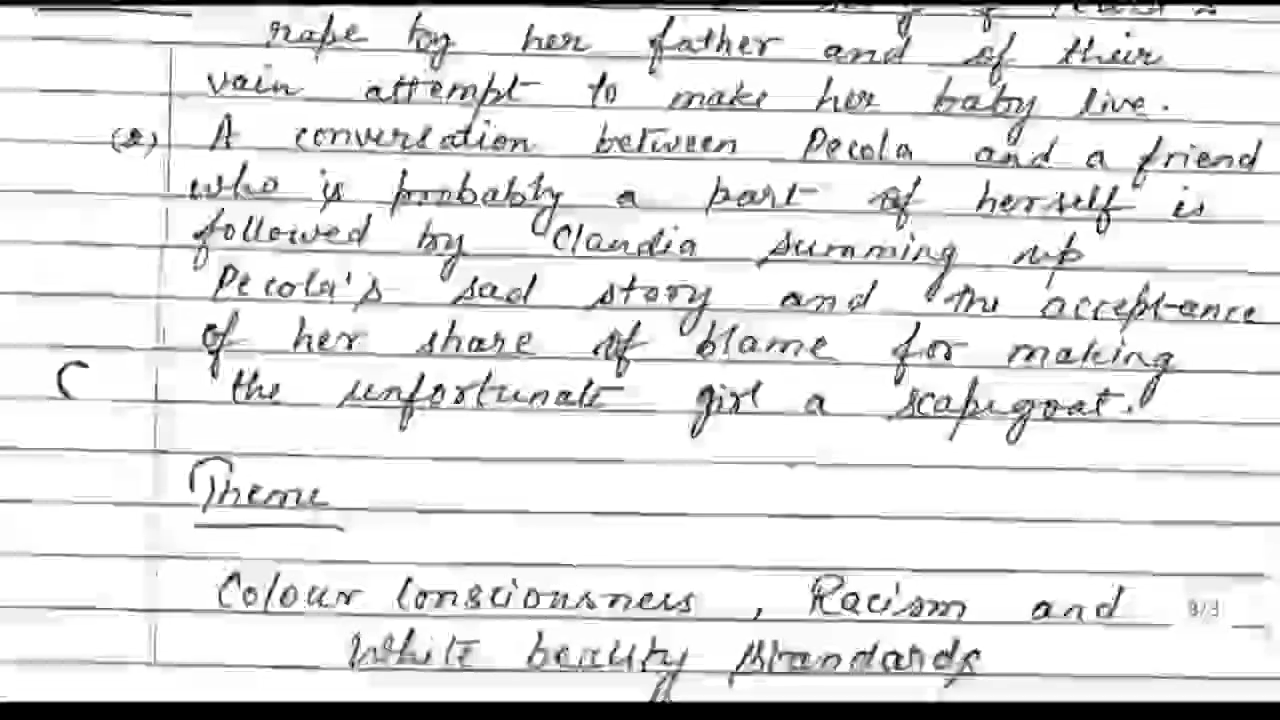 rape by her father and of their
vain attempt to make her baby live.
(2) A conversation between Pecola and a friend
who is probably a part of herself is
followed by Claudia summing up
Pecola's sad story and the acceptance
of her share of blame for making
the unfortunate girl a scapegoat.
Theme
Colour Consciousness, Racism and
3/3
White beauty standards